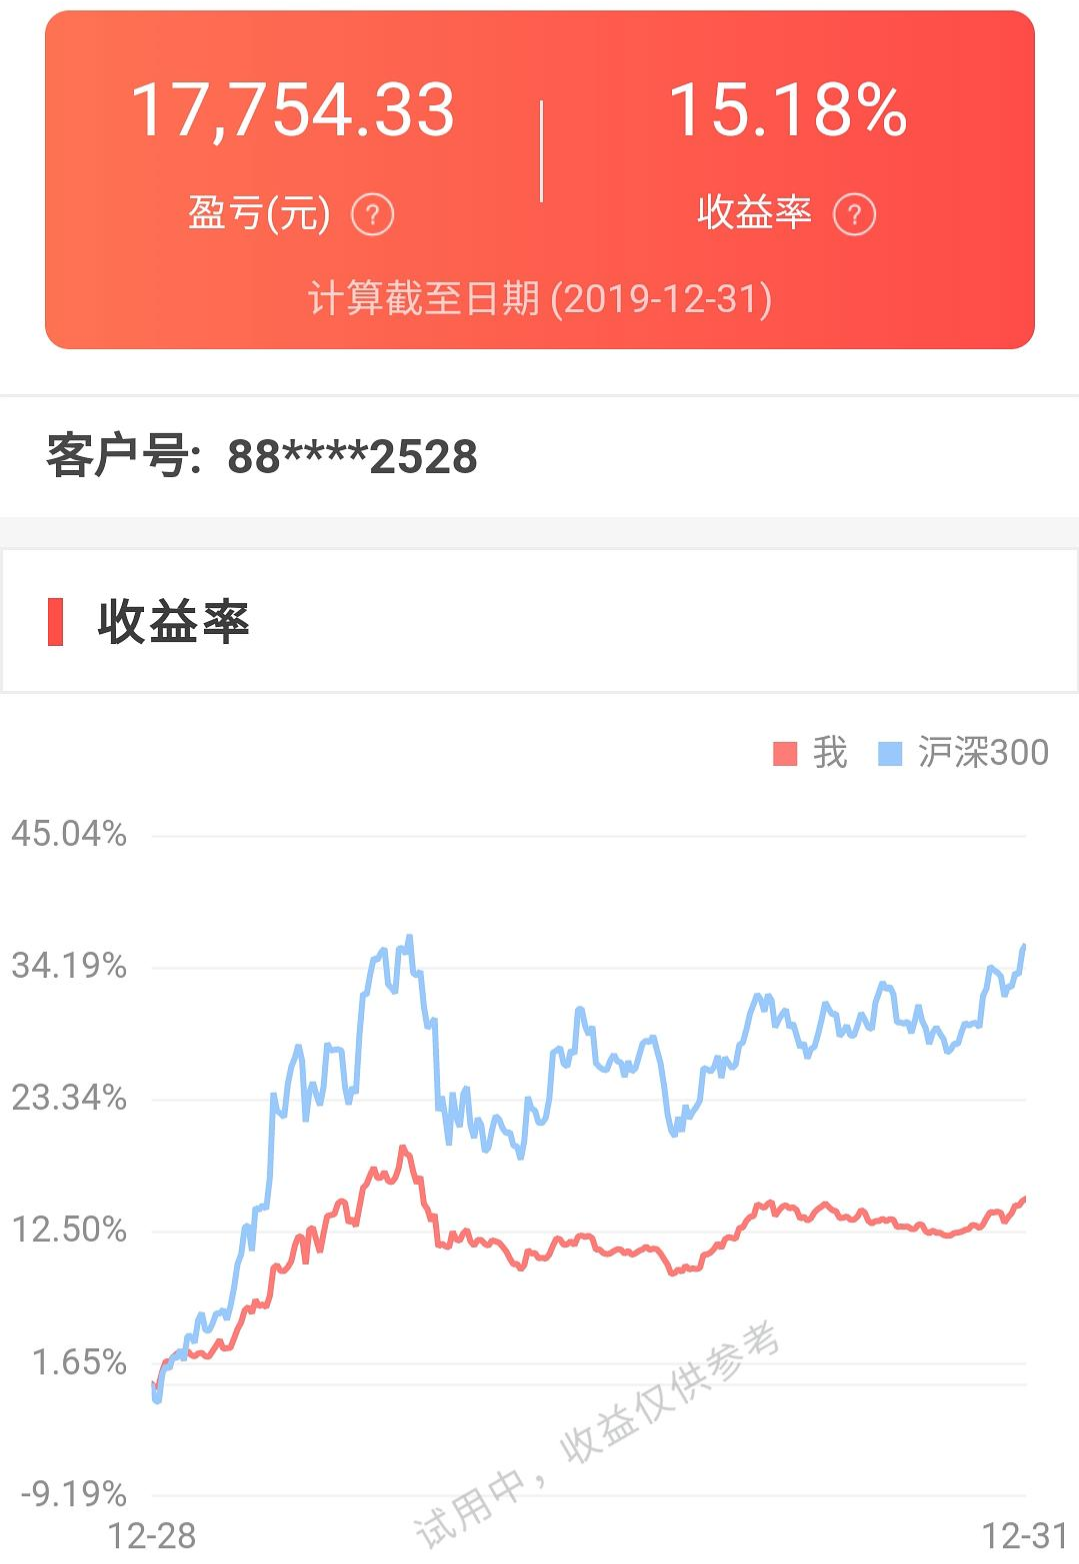 17,754.33
15.18%
盈亏(元) ?
收益率 ?
计算截至日期 (2019-12-31)
客户号: 88****2528
收益率
我 沪深300
45.04%
34.19%
23.34%
12.50%
1.65%
-9.19%
12-28
12-31
试用中，收益仅供参考